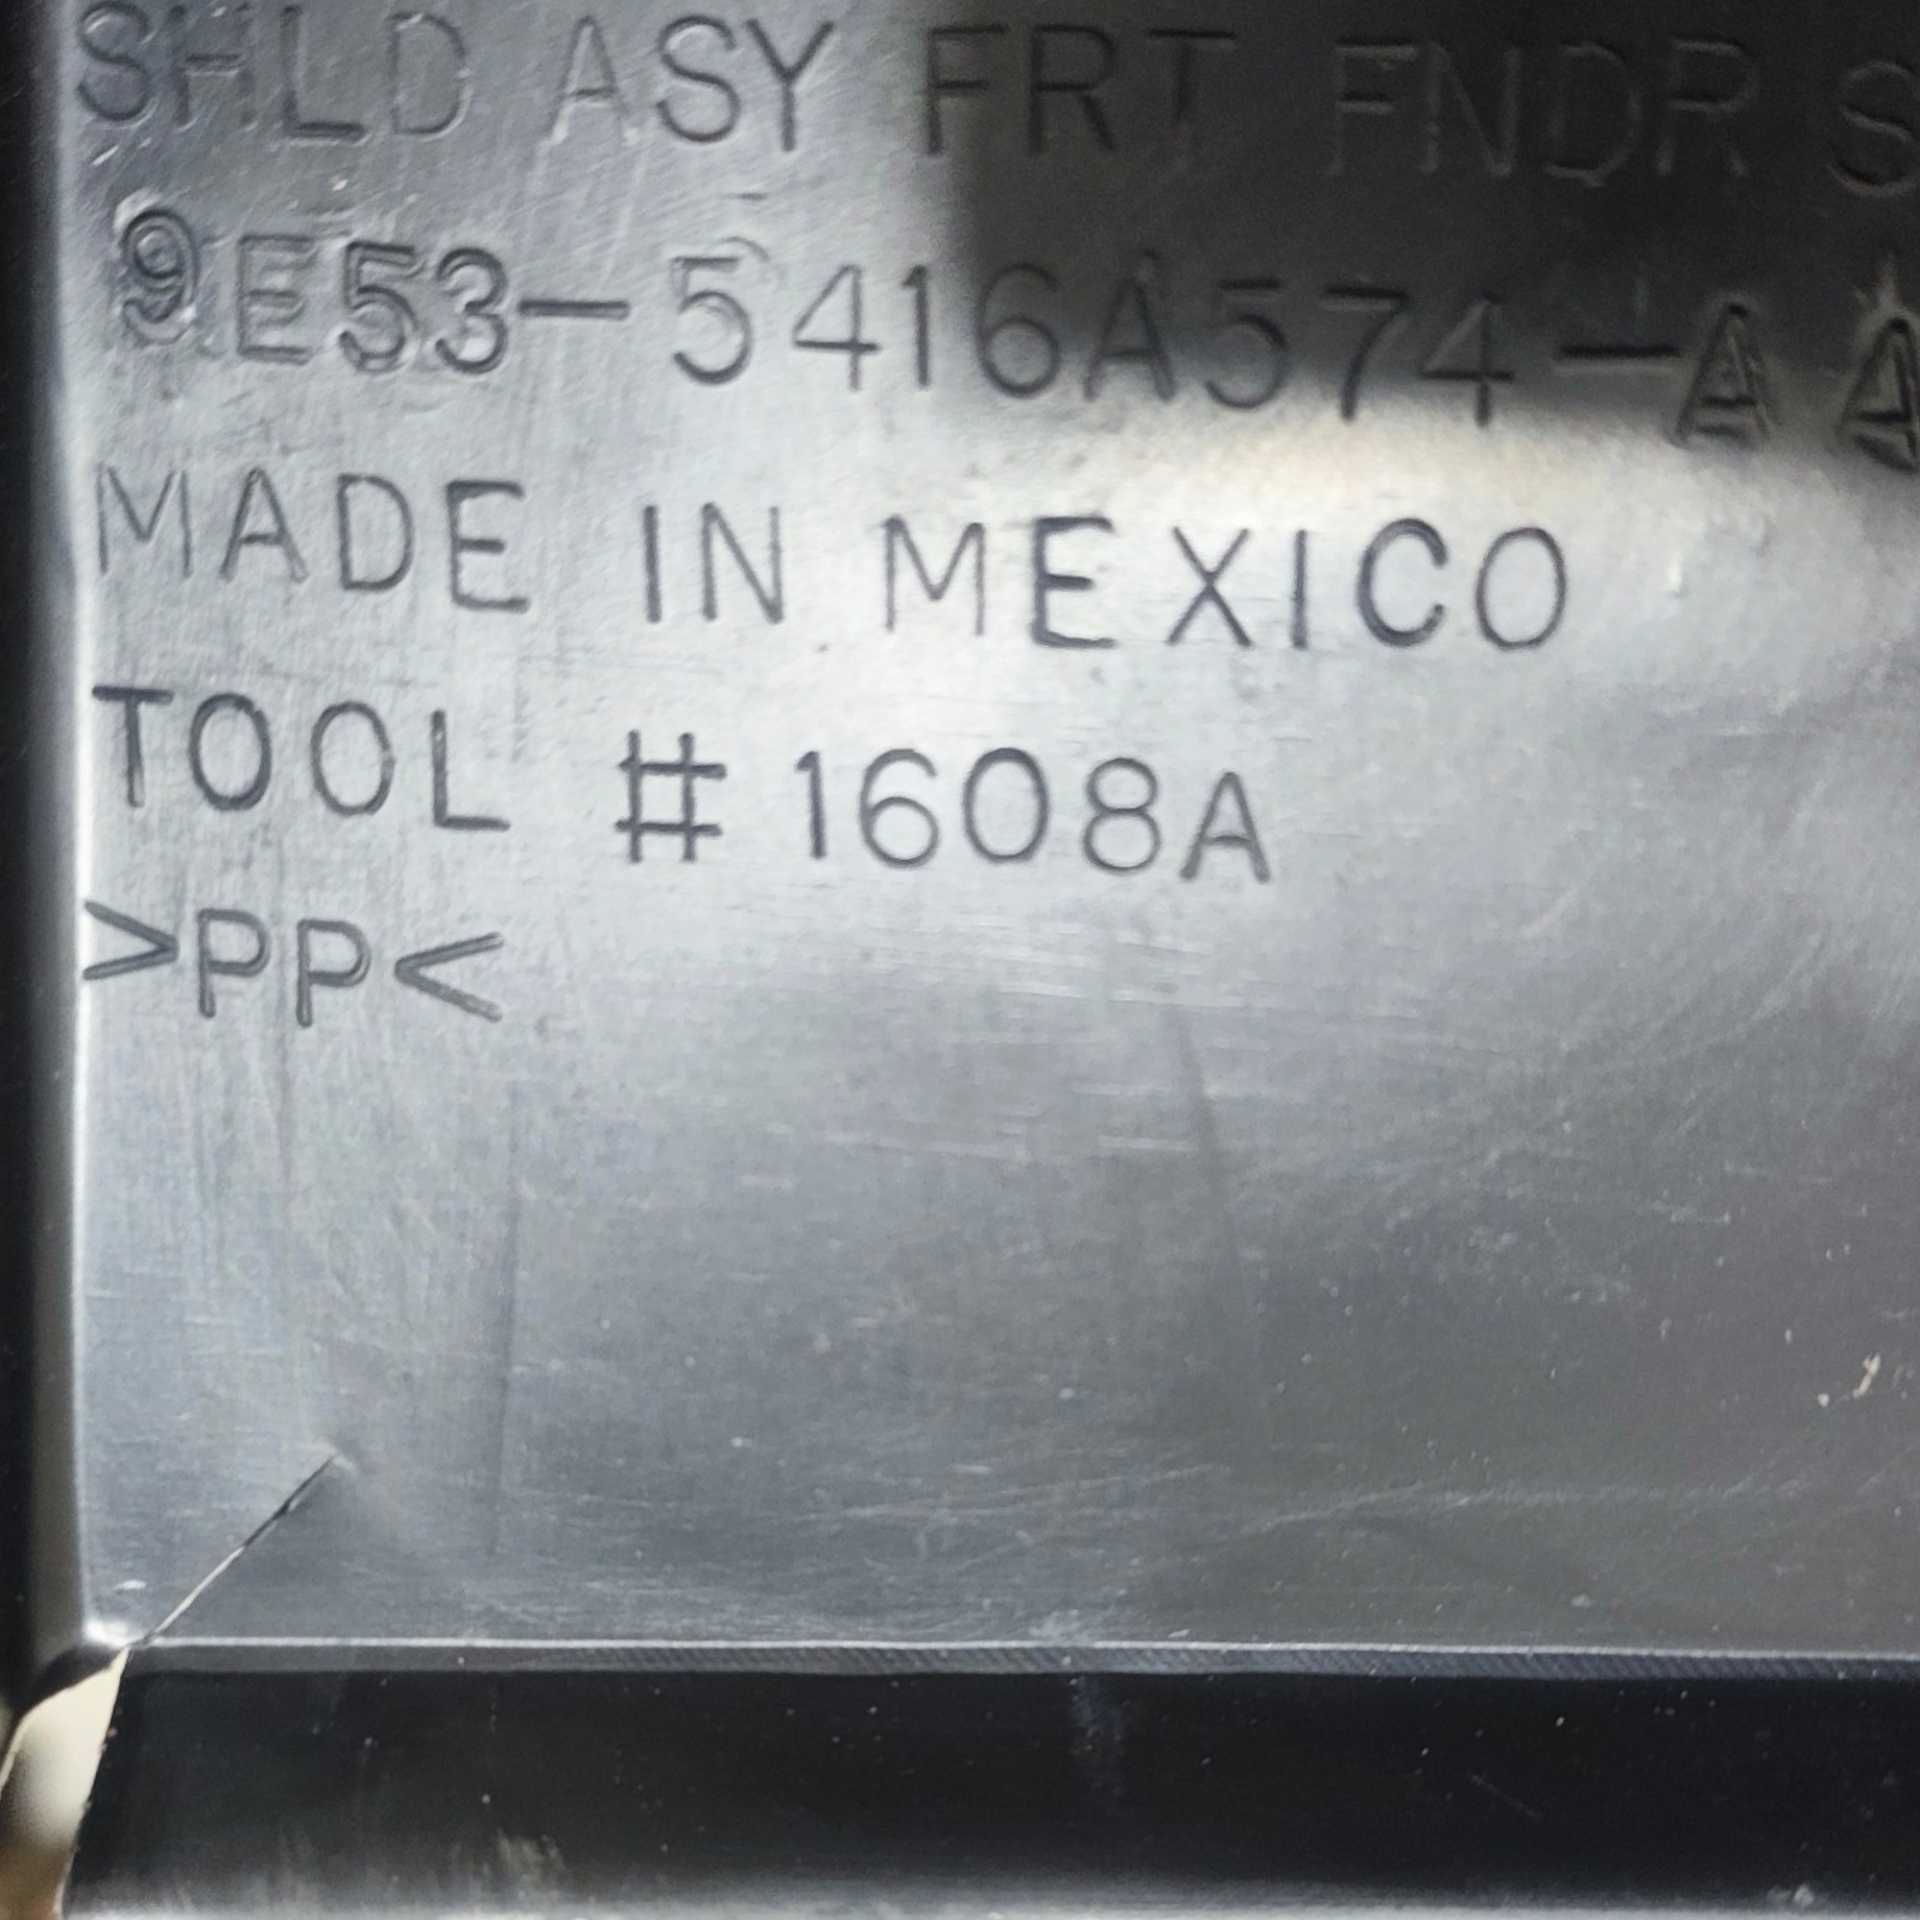 SHLD ASY FRT FNDR S
9E53-5416A574-AA
MADE IN MEXICO
TOOL #1608A
>PP<